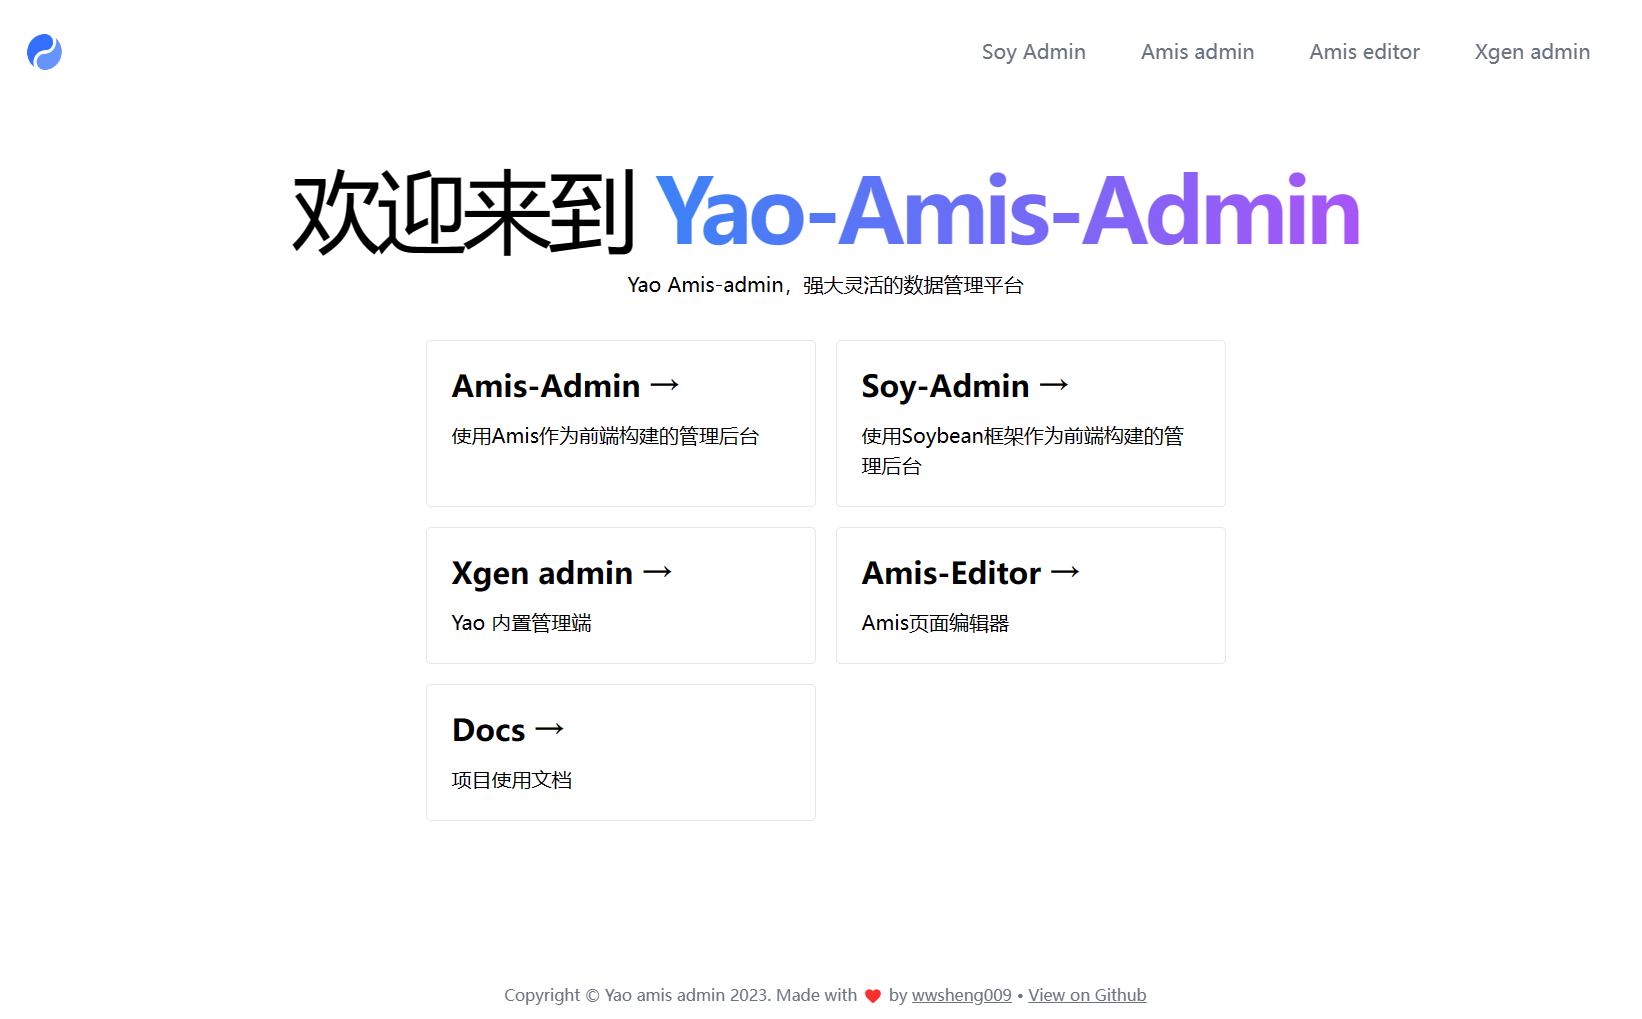 Soy Admin Amis admin Amis editor Xgen admin
欢迎来到 Yao-Amis-Admin
Yao Amis-admin，强大灵活的数据管理平台
Amis-Admin →
使用Amis作为前端构建的管理后台
Soy-Admin →
使用Soybean框架作为前端构建的管
理后台
Xgen admin →
Yao 内置管理端
Amis-Editor →
Amis页面编辑器
Docs →
项目使用文档
Copyright © Yao amis admin 2023. Made with ❤ by wwsheng009 • View on Github